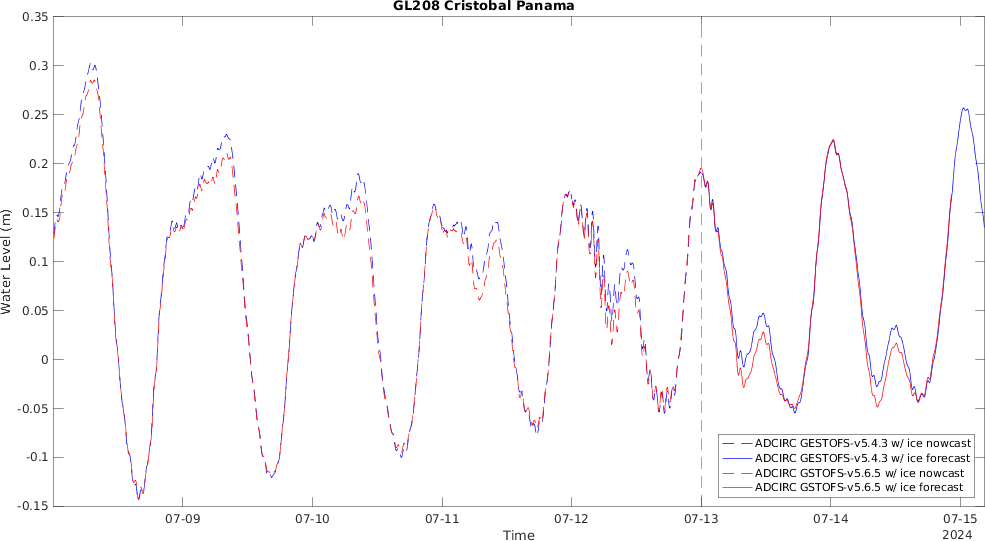 GL208 Cristobal Panama
0.35
0.3
0.25
0.2
0.15
0.1
0.05
0
-0.05
-0.1
-0.15
Water Level (m)
ADCIRC GESTOFS-v5.4.3 w/ ice nowcast
ADCIRC GESTOFS-v5.4.3 w/ ice forecast
ADCIRC GSTOFS-v5.6.5 w/ ice nowcast
ADCIRC GSTOFS-v5.6.5 w/ ice forecast
07-09 07-10 07-11 07-12 07-13 07-14 07-15
Time 2024